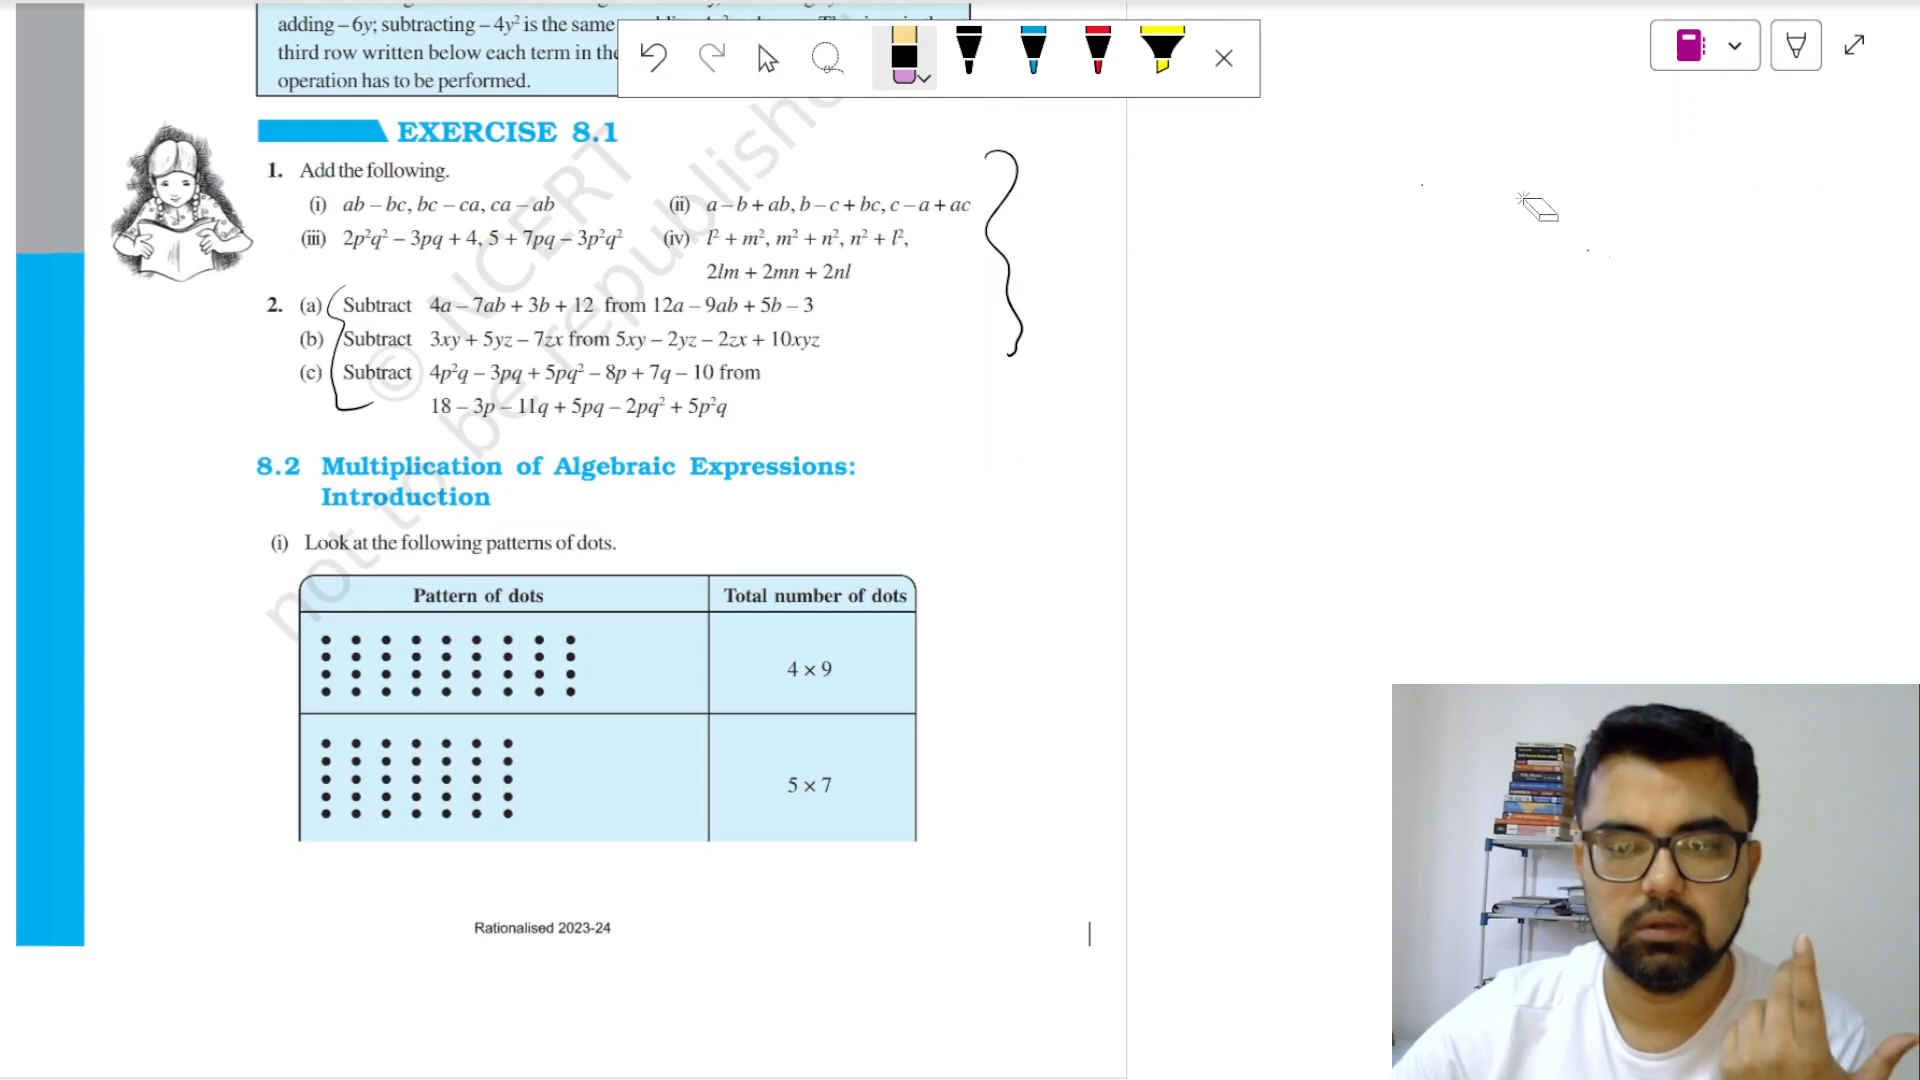 adding – 6y; subtracting – 4y² is the same
third row written below each term in the
operation has to be performed.
EXERCISE 8.1
1. Add the following.
(i) ab – bc, bc – ca, ca – ab (ii) a – b + ab, b – c + bc, c – a + ac
(iii) 2p²q² – 3pq + 4, 5 + 7pq – 3p²q² (iv) l² + m², m² + n², n² + l²,
2lm + 2mn + 2nl
2. (a) Subtract 4a – 7ab + 3b + 12 from 12a – 9ab + 5b – 3
(b) Subtract 3xy + 5yz – 7zx from 5xy – 2yz – 2zx + 10xyz
(c) Subtract 4p²q – 3pq + 5pq² – 8p + 7q – 10 from
18 – 3p – 11q + 5pq – 2pq² + 5p²q
8.2 Multiplication of Algebraic Expressions:
Introduction
(i) Look at the following patterns of dots.
Pattern of dots Total number of dots
4 × 9
5 × 7
Rationalised 2023-24
© NCERT
not to be republished